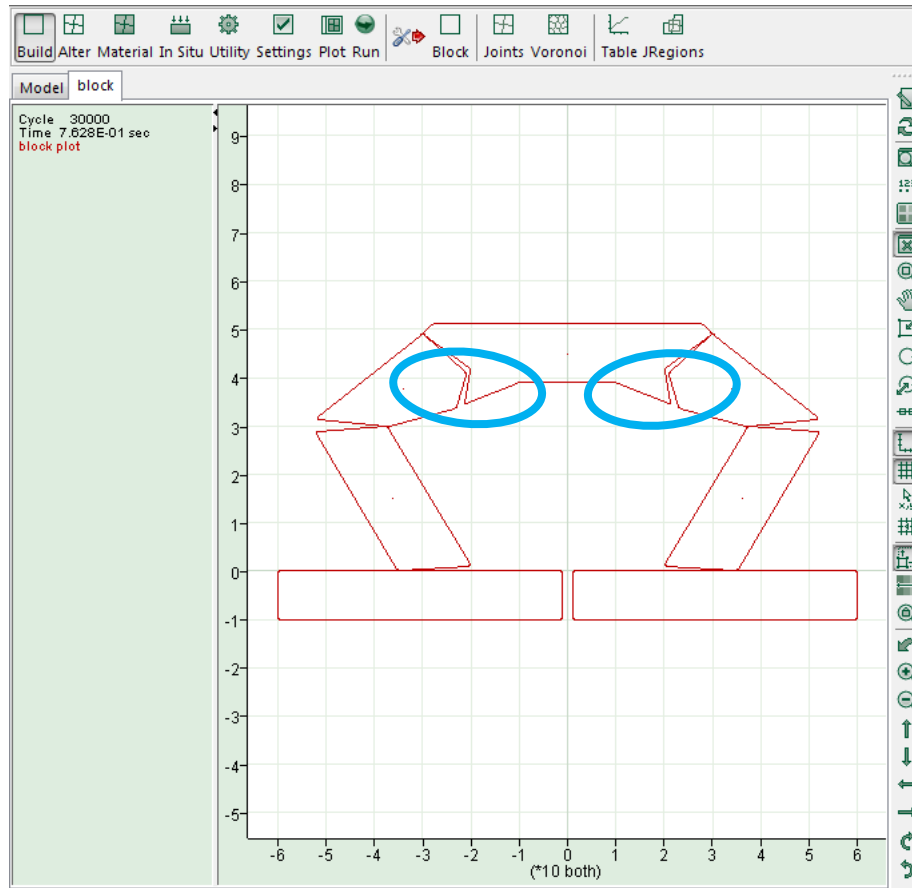 Build Alter Material In Situ Utility Settings Plot Run Block Joints Voronoi Table JRegions
Model block
Cycle 30000
Time 7.628E-01 sec
block plot
9
8
7
6
5
4
3
2
1
0
-1
-2
-3
-4
-5
-6 -5 -4 -3 -2 -1 0 1 2 3 4 5 6
(*10 both)